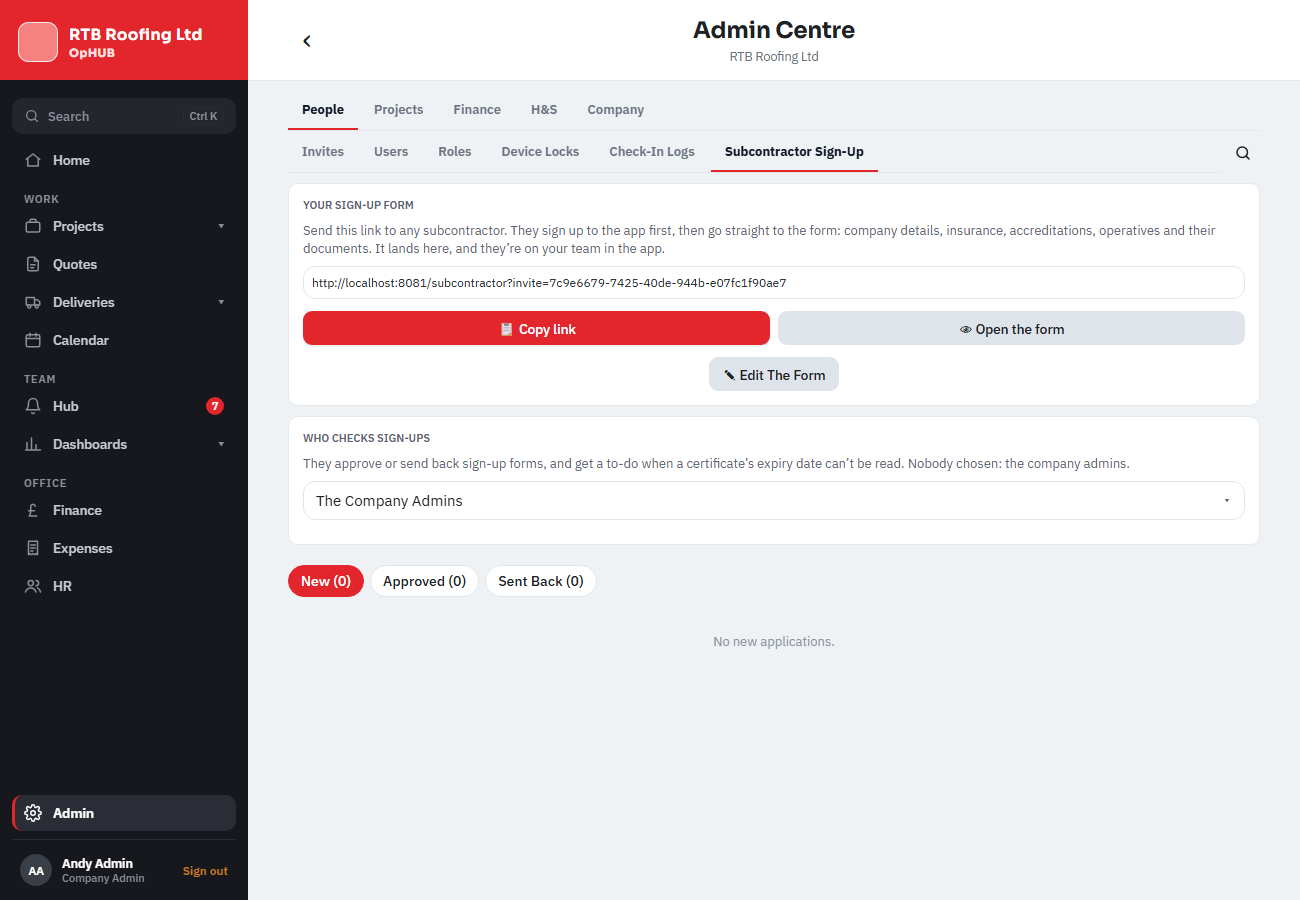 RTB Roofing Ltd
OpHUB
Search
Ctrl K
Home
WORK
Projects
Quotes
Deliveries
Calendar
TEAM
Hub
7
Dashboards
OFFICE
Finance
Expenses
HR
Admin
AA
Andy Admin
Company Admin
Sign out
Admin Centre
RTB Roofing Ltd
People Projects Finance H&S Company
Invites Users Roles Device Locks Check-In Logs Subcontractor Sign-Up
YOUR SIGN-UP FORM
Send this link to any subcontractor. They sign up to the app first, then go straight to the form: company details, insurance, accreditations, operatives and their
documents. It lands here, and they’re on your team in the app.
http://localhost:8081/subcontractor?invite=7c9e6679-7425-40de-944b-e07fc1f90ae7
Copy link
Open the form
Edit The Form
WHO CHECKS SIGN-UPS
They approve or send back sign-up forms, and get a to-do when a certificate’s expiry date can’t be read. Nobody chosen: the company admins.
The Company Admins
New (0) Approved (0) Sent Back (0)
No new applications.